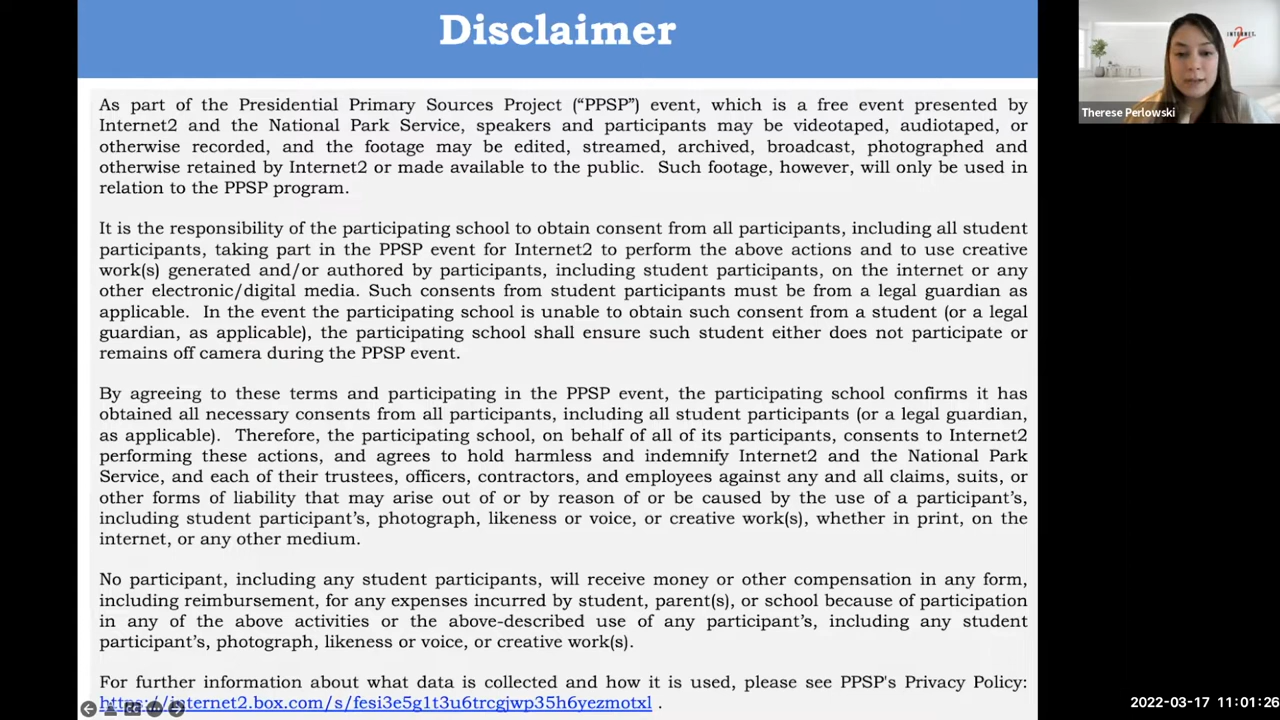 Disclaimer
As part of the Presidential Primary Sources Project (“PPSP”) event, which is a free event presented by
Internet2 and the National Park Service, speakers and participants may be videotaped, audiotaped, or
otherwise recorded, and the footage may be edited, streamed, archived, broadcast, photographed and
otherwise retained by Internet2 or made available to the public.  Such footage, however, will only be used in
relation to the PPSP program.
It is the responsibility of the participating school to obtain consent from all participants, including all student
participants, taking part in the PPSP event for Internet2 to perform the above actions and to use creative
work(s) generated and/or authored by participants, including student participants, on the internet or any
other electronic/digital media. Such consents from student participants must be from a legal guardian as
applicable.  In the event the participating school is unable to obtain such consent from a student (or a legal
guardian, as applicable), the participating school shall ensure such student either does not participate or
remains off camera during the PPSP event.
By agreeing to these terms and participating in the PPSP event, the participating school confirms it has
obtained all necessary consents from all participants, including all student participants (or a legal guardian,
as applicable).  Therefore, the participating school, on behalf of all of its participants, consents to Internet2
performing these actions, and agrees to hold harmless and indemnify Internet2 and the National Park
Service, and each of their trustees, officers, contractors, and employees against any and all claims, suits, or
other forms of liability that may arise out of or by reason of or be caused by the use of a participant’s,
including student participant’s, photograph, likeness or voice, or creative work(s), whether in print, on the
internet, or any other medium.
No participant, including any student participants, will receive money or other compensation in any form,
including reimbursement, for any expenses incurred by student, parent(s), or school because of participation
in any of the above activities or the above-described use of any participant’s, including any student
participant’s, photograph, likeness or voice, or creative work(s).
For further information about what data is collected and how it is used, please see PPSP's Privacy Policy:
https://internet2.box.com/s/fesi3e5g1t3u6trcgjwp35h6yezmotxl .
INTERNET 2
Therese Perlowski
2022-03-17 11:01:26